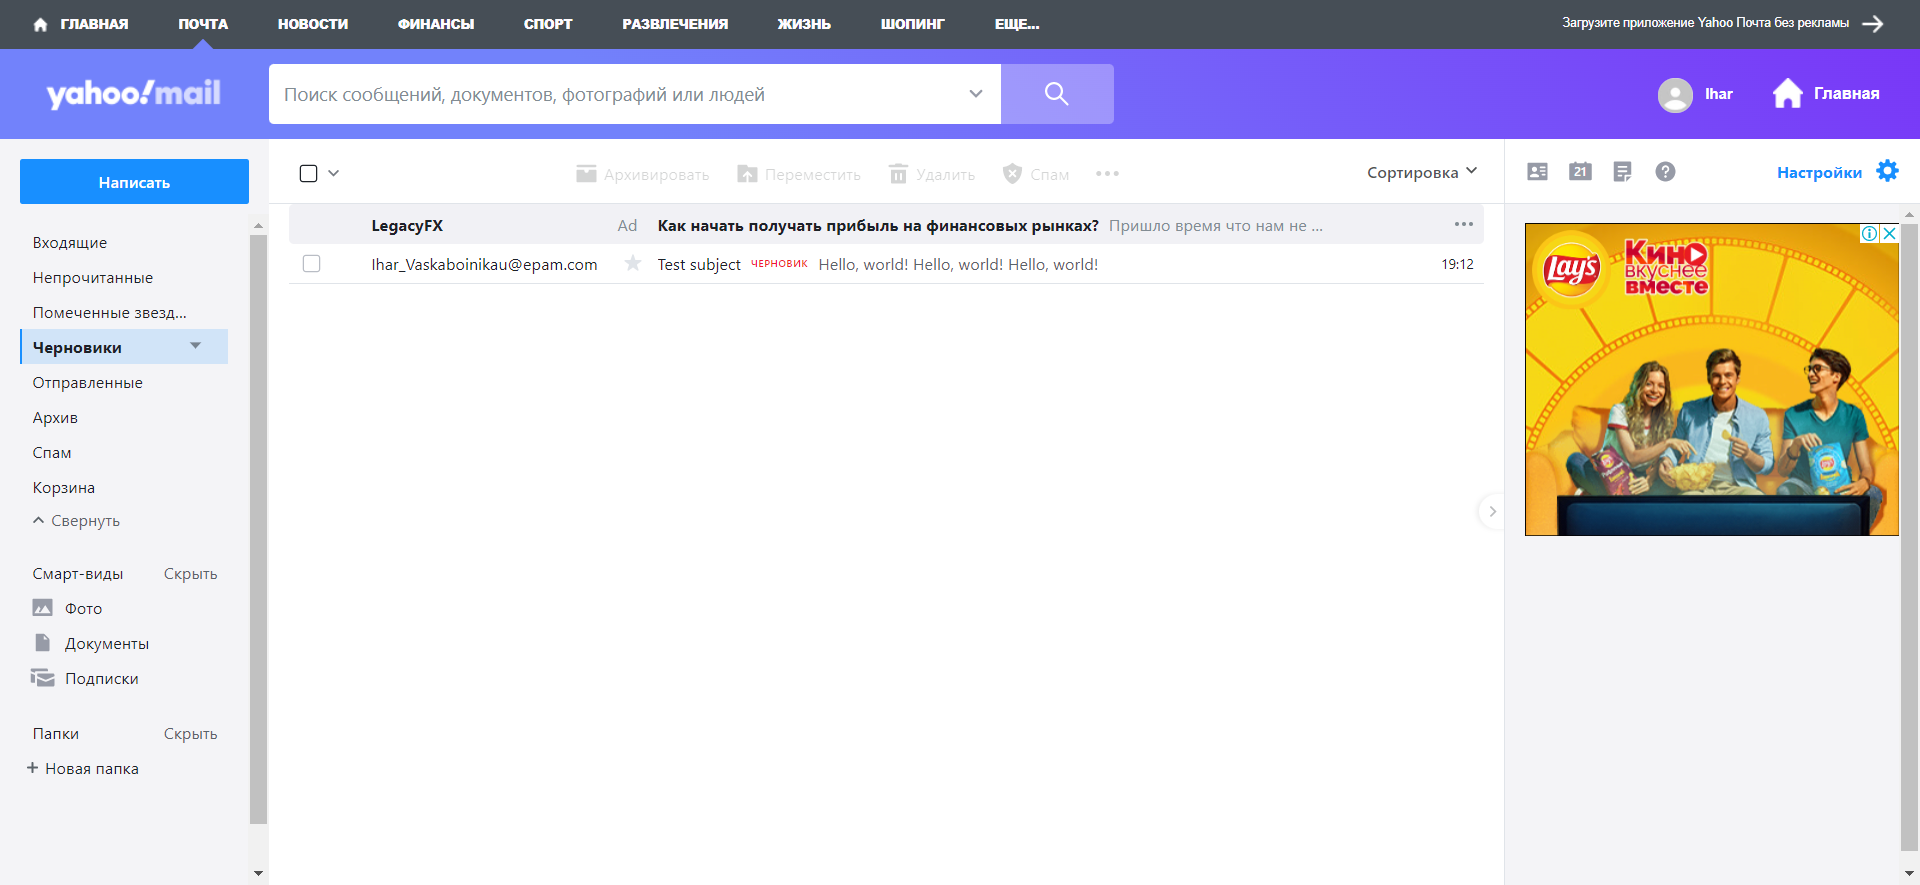 ГЛАВНАЯ ПОЧТА НОВОСТИ ФИНАНСЫ СПОРТ РАЗВЛЕЧЕНИЯ ЖИЗНЬ ШОПИНГ ЕЩЕ... Загрузите приложение Yahoo Почта без рекламы
yahoo!mail Поиск сообщений, документов, фотографий или людей Ihar Главная
Написать
Архивировать Переместить Удалить Спам ••• Сортировка 21 Настройки
Входящие
Непрочитанные
Помеченные звезд...
Черновики
Отправленные
Архив
Спам
Корзина
Свернуть
Смарт-виды Скрыть
Фото
Документы
Подписки
Папки Скрыть
+ Новая папка
LegacyFX Ad Как начать получать прибыль на финансовых рынках? Пришло время что нам не ... •••
Ihar_Vaskaboinikau@epam.com Test subject ЧЕРНОВИК Hello, world! Hello, world! Hello, world! 19:12
Lay's
КИНО
ВКУСНЕЕ
ВМЕСТЕ